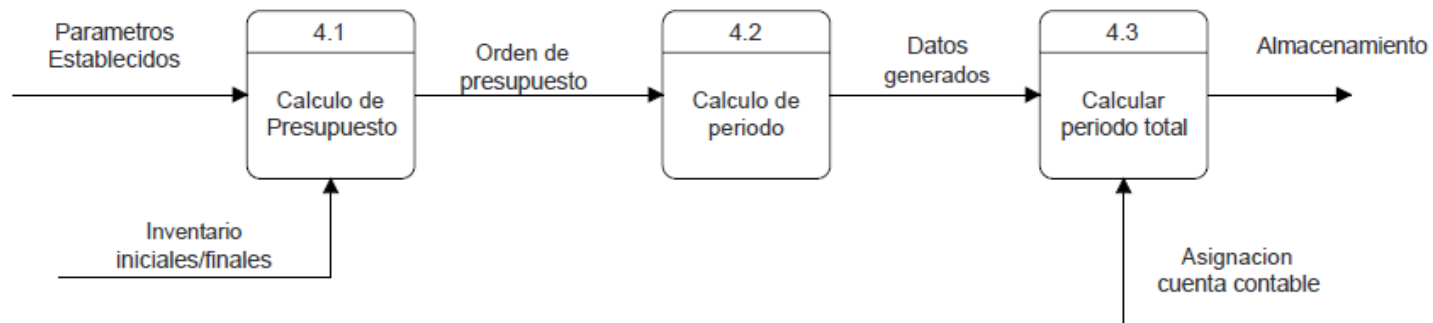 Parametros
Establecidos
4.1
Calculo de
Presupuesto
Orden de
presupuesto
4.2
Calculo de
periodo
Datos
generados
4.3
Calcular
periodo total
Almacenamiento
Inventario
iniciales/finales
Asignacion
cuenta contable